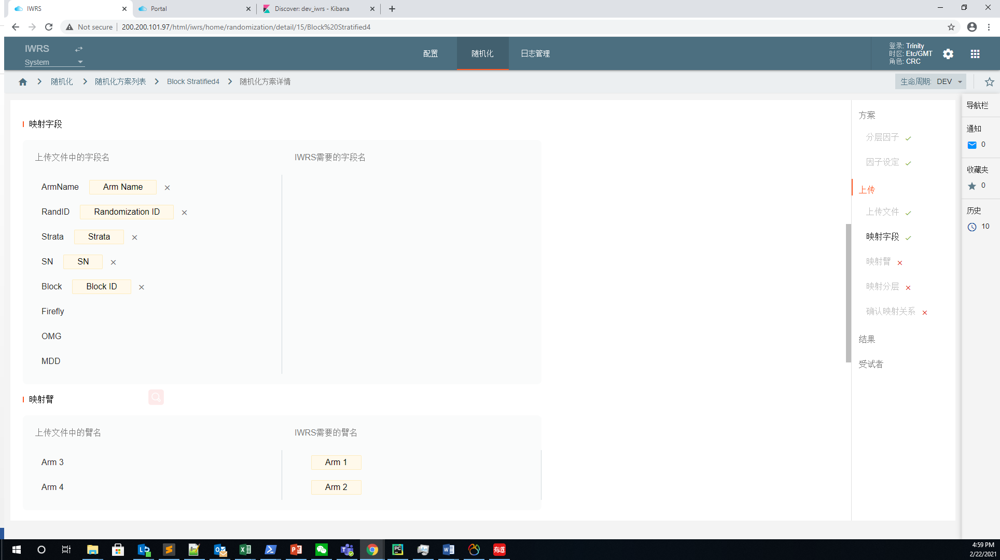 IWRS
Portal
Discover: dev_iwrs - Kibana
Not secure
200.200.101.97/html/iwrs/home/randomization/detail/15/Block%20Stratified4
IWRS
System
配置
随机化
日志管理
登录: Trinity
时区: Etc/GMT
角色: CRC
随机化
随机化方案列表
Block Stratified4
随机化方案详情
生命周期: DEV
映射字段
上传文件中的字段名
IWRS需要的字段名
ArmName Arm Name
RandID Randomization ID
Strata Strata
SN SN
Block Block ID
Firefly
OMG
MDD
映射臂
上传文件中的臂名
IWRS需要的臂名
Arm 3
Arm 1
Arm 4
Arm 2
方案
分层因子
因子设定
上传
上传文件
映射字段
映射臂
映射分层
确认映射关系
结果
受试者
导航栏
通知
0
收藏夹
0
历史
10
有道
4:59 PM
2/22/2021